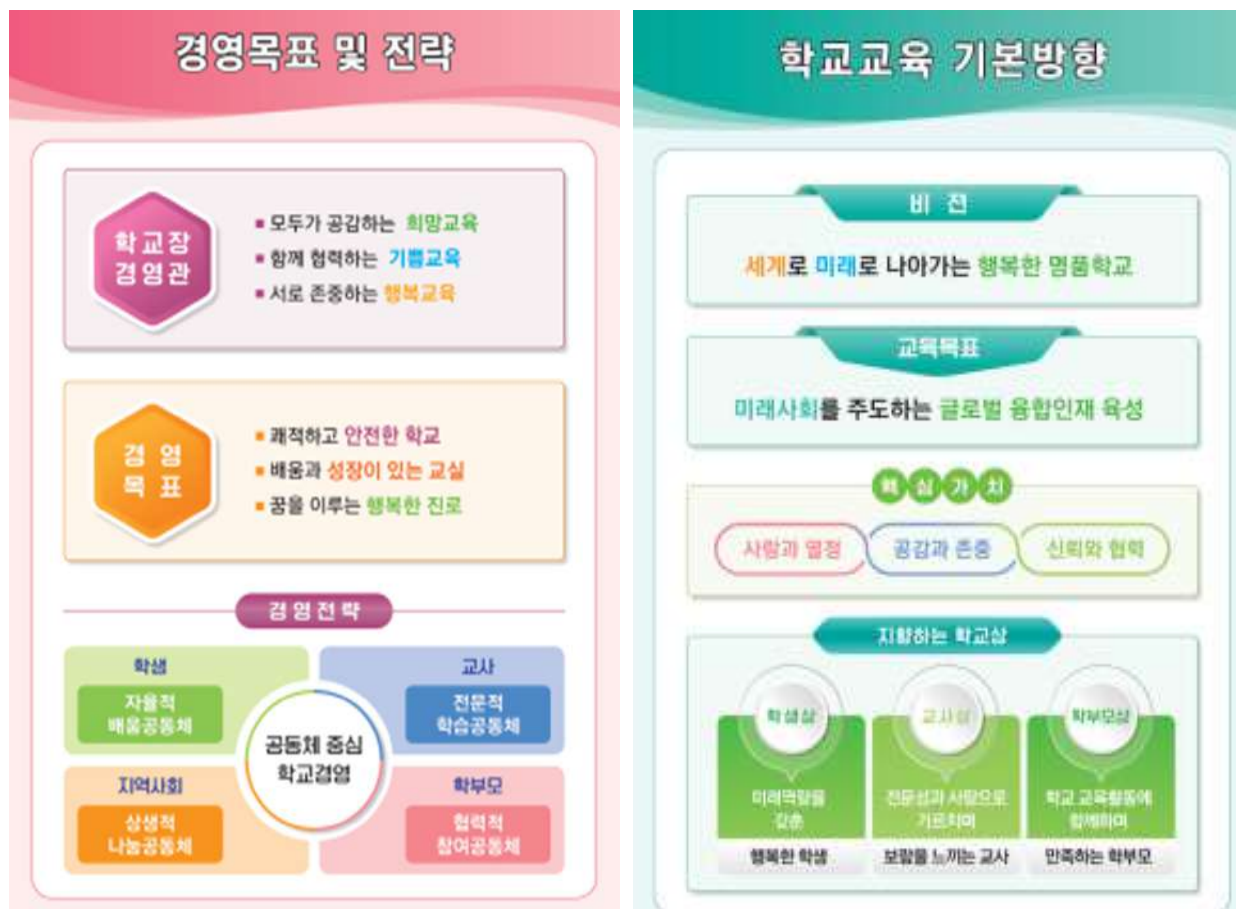 경영목표 및 전략
학교장
경영관
모두가 공감하는 희망교육
함께 협력하는 기쁨교육
서로 존중하는 행복교육
경영
목표
쾌적하고 안전한 학교
배움과 성장이 있는 교실
꿈을 이루는 행복한 진로
경영전략
학생
자율적
배움공동체
교사
전문적
학습공동체
공동체 중심
학교경영
지역사회
상생적
나눔공동체
학부모
협력적
참여공동체
학교교육 기본방향
비 전
세계로 미래로 나아가는 행복한 명품학교
교육목표
미래사회를 주도하는 글로벌 융합인재 육성
핵심가치
사랑과 열정
공감과 존중
신뢰와 협력
지향하는 학교상
학생상
미래역량을
갖춘
행복한 학생
교사상
전문성과 사랑으로
가르치며
보람을 느끼는 교사
학부모상
학교 교육활동에
함께하며
만족하는 학부모